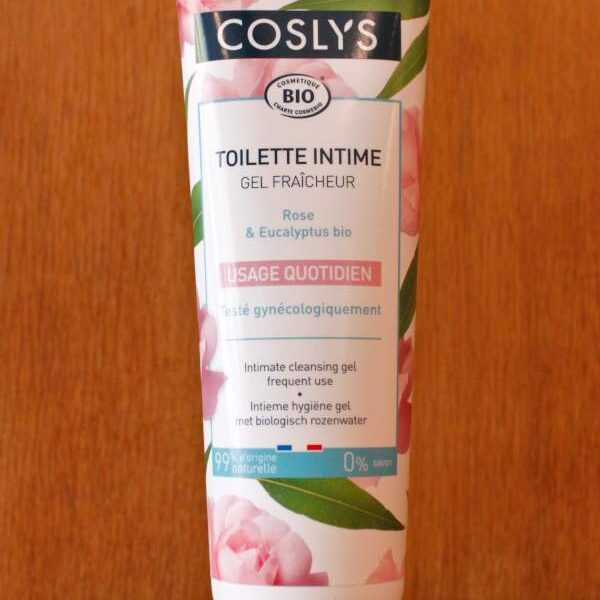 COSLY'S
COSMETIQUE
BIO
CHARTE COSMEBIO
TOILETTE INTIME
GEL FRAÎCHEUR
Rose
& Eucalyptus bio
USAGE QUOTIDIEN
Testé gynécologiquement
Intimate cleansing gel
frequent use
•
Intieme hygiëne gel
met biologisch rozenwater
99% d'origine
naturelle
0% savon